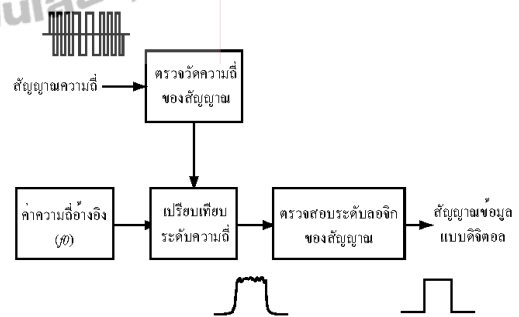 สัญญาณความถี่
ตรวจวัดความถี่
ของสัญญาณ
ค่าความถี่อ้างอิง
(f0)
เปรียบเทียบ
ระดับความถี่
ตรวจสอบระดับลอจิก
ของสัญญาณ
สัญญาณข้อมูล
แบบดิจิตอล